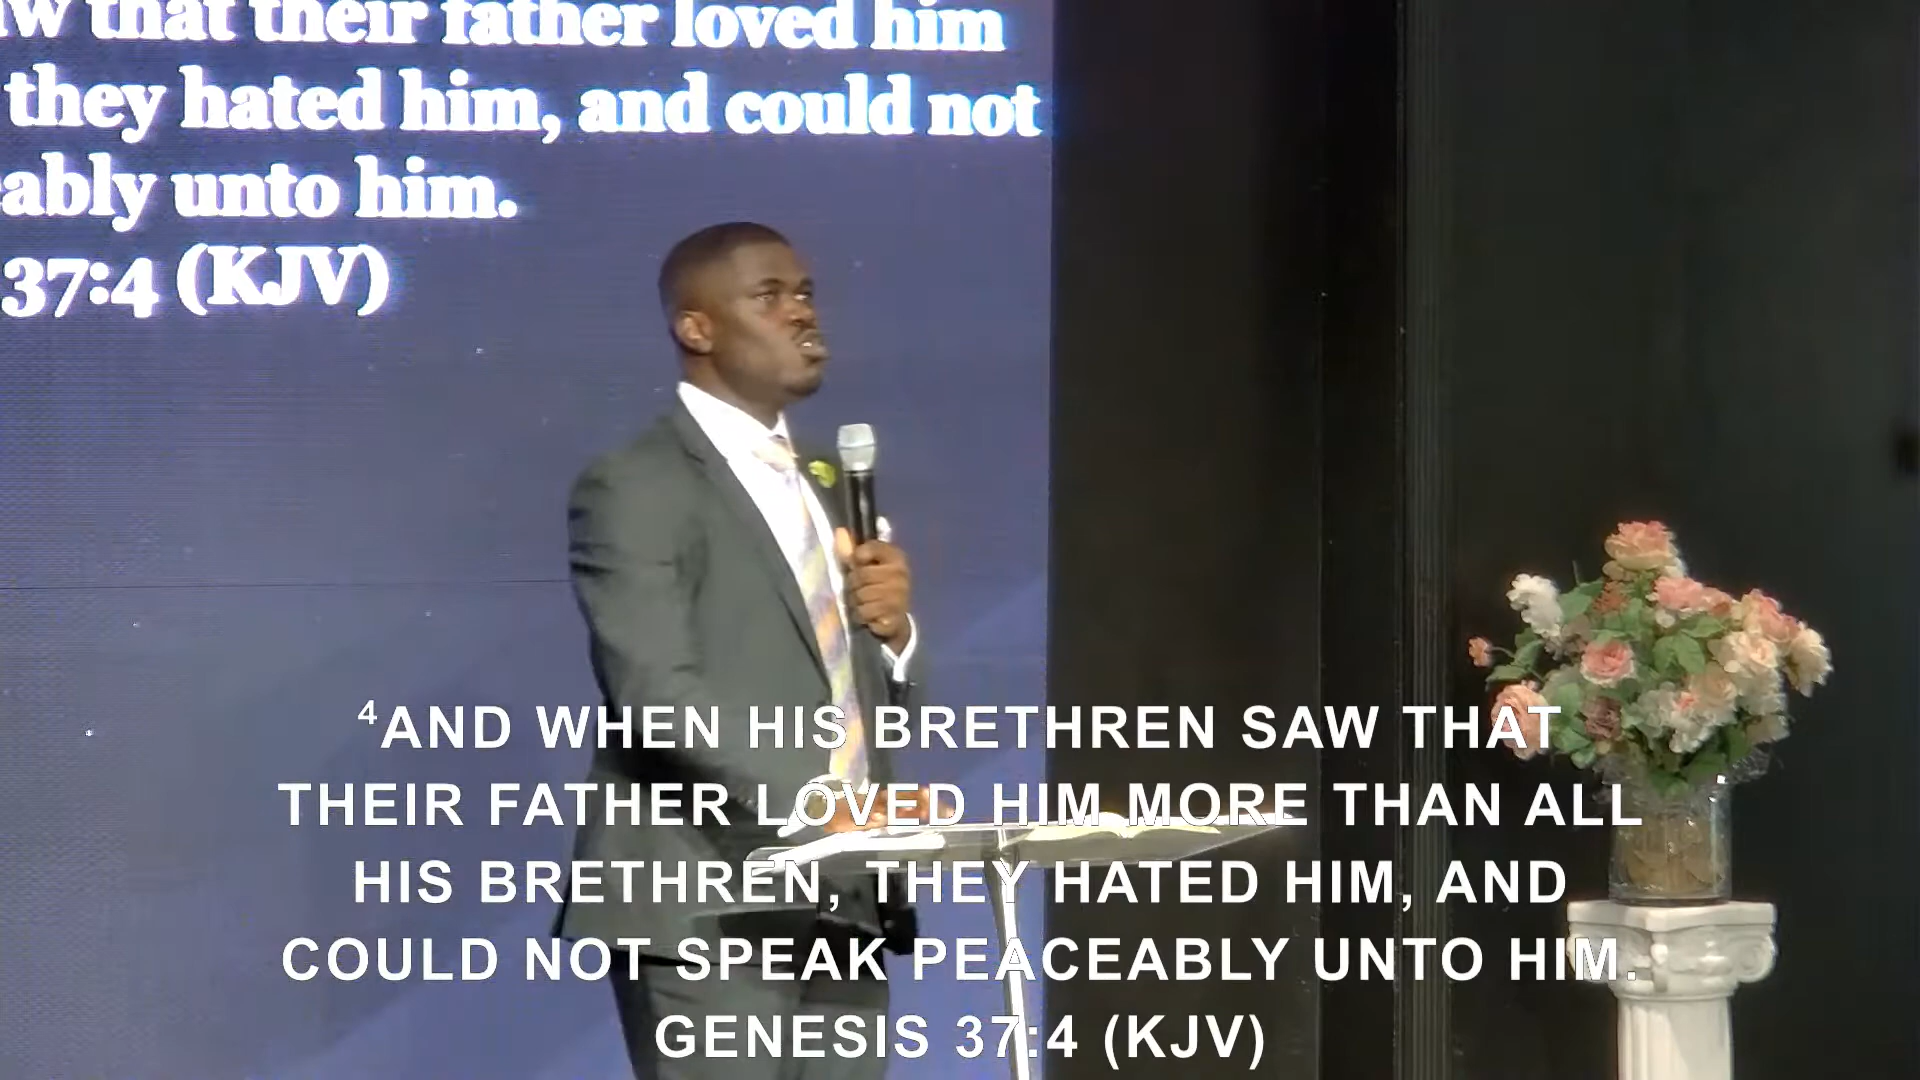 that their father loved him
they hated him, and could not
unto him.
37:4 (KJV)
⁴AND WHEN HIS BRETHREN SAW THAT
THEIR FATHER LOVED HIM MORE THAN ALL
HIS BRETHREN, THEY HATED HIM, AND
COULD NOT SPEAK PEACEABLY UNTO HIM.
GENESIS 37:4 (KJV)